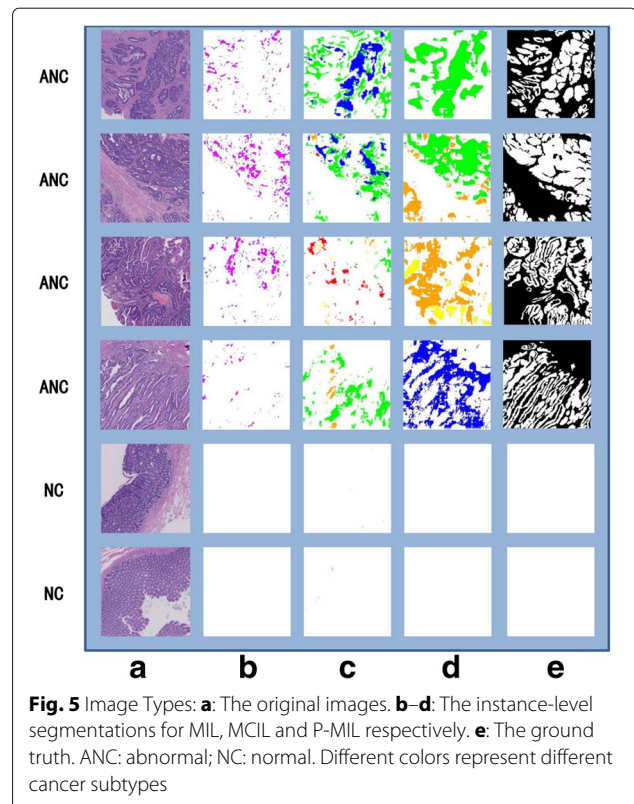 ANC
ANC
ANC
ANC
NC
NC
a b c d e
Fig. 5 Image Types: a: The original images. b–d: The instance-level
segmentations for MIL, MCIL and P-MIL respectively. e: The ground
truth. ANC: abnormal; NC: normal. Different colors represent different
cancer subtypes